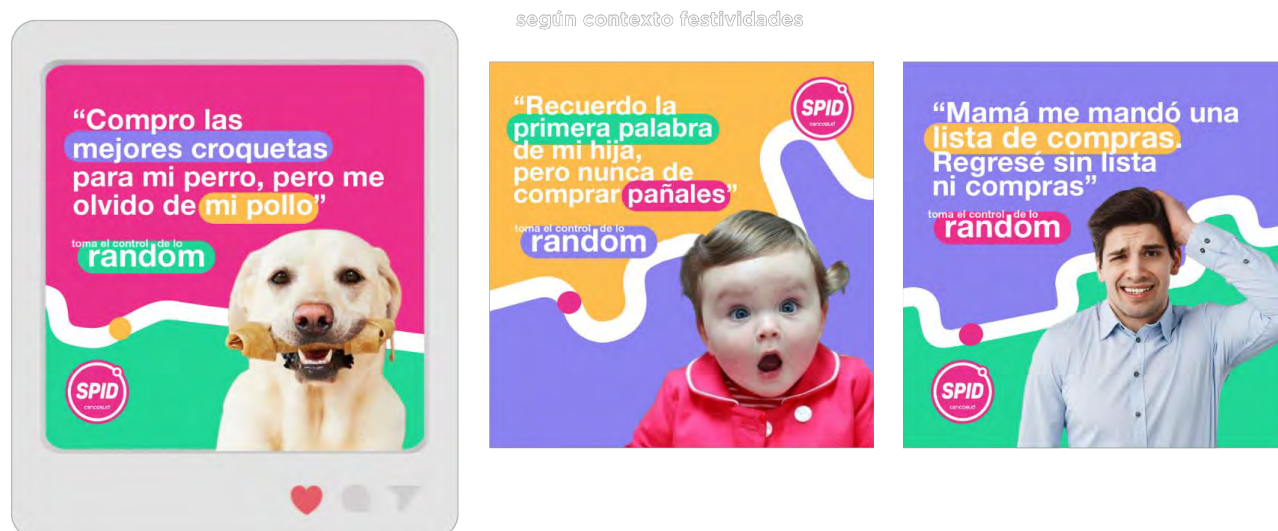 según contexto festividades
“Compro las
mejores croquetas
para mi perro, pero me
olvido de mi pollo”
toma el control de lo
random
SPID
cencosud
“Recuerdo la
primera palabra
de mi hija,
pero nunca de
comprar pañales”
toma el control de lo
random
SPID
cencosud
“Mamá me mandó una
lista de compras.
Regresé sin lista
ni compras”
toma el control de lo
random
SPID
cencosud